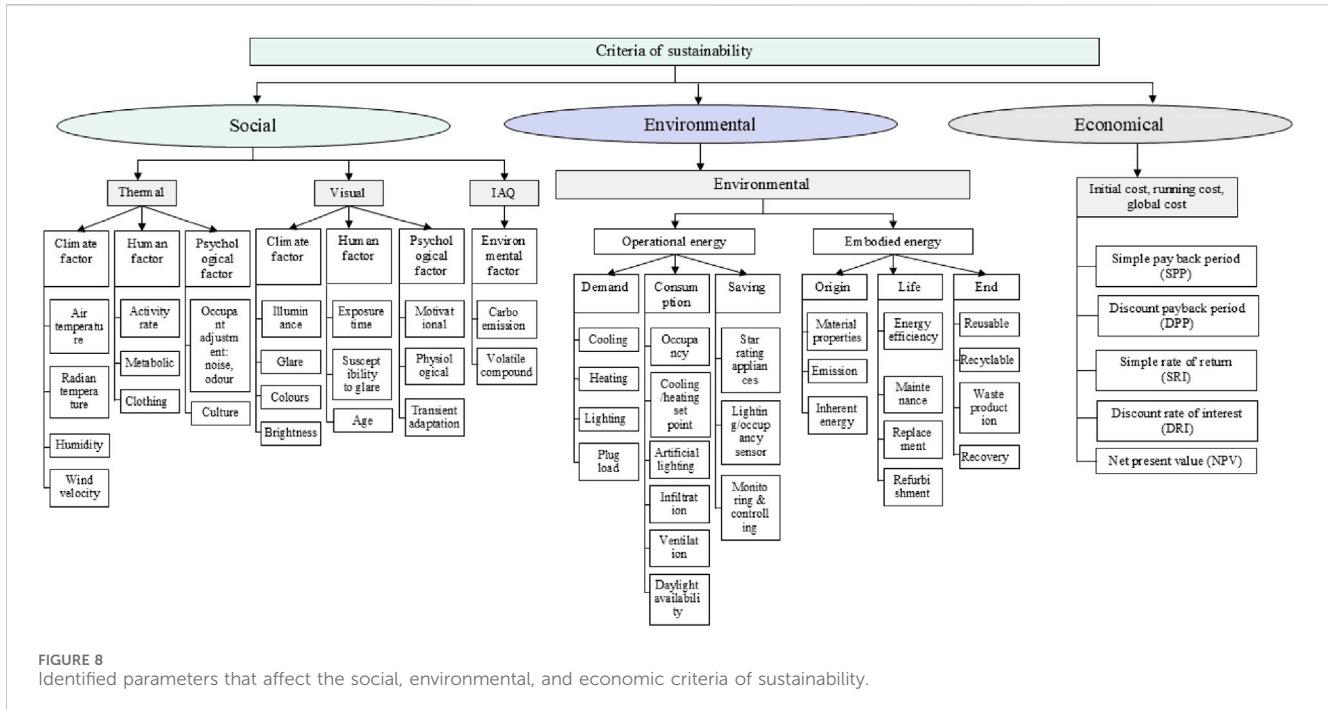 Criteria of sustainability
Social
Environmental
Economical
Thermal
Visual
IAQ
Environmental
Initial cost, running cost,
global cost
Climate
factor
Human
factor
Psychol
ogical
factor
Climate
factor
Human
factor
Psychol
ogical
factor
Environ
mental
factor
Operational energy
Embodied energy
Air
temperatu
re
Radian
tempera
ture
Humidity
Wind
velocity
Activity
rate
Metabolic
Clothing
Occupa
nt
adjustm
ent:
noise,
odour
Culture
Illumin
ance
Glare
Colours
Brightness
Exposure
time
Suscept
ibility
to glare
Age
Motivat
ional
Physiol
ogical
Transient
adaptation
Carbo
emission
Volatile
compound
Demand
Cooling
Heating
Lighting
Plug
load
Consum
ption
Occupa
ncy
Cooling
/heating
set
point
Artificial
lighting
Infiltrat
ion
Ventilat
ion
Daylight
availabili
ty
Saving
Star
rating
applian
ces
Lightin
g/occup
ancy
sensor
Monito
ring &
controll
ing
Origin
Material
properties
Emission
Inherent
energy
Life
Energy
efficiency
Mainte
nance
Replace
ment
Refurbi
shment
End
Reusable
Recyclable
Waste
product
ion
Recovery
Simple pay back period
(SPP)
Discount payback period
(DPP)
Simple rate of return
(SRI)
Discount rate of interest
(DRI)
Net present value (NPV)
FIGURE 8
Identified parameters that affect the social, environmental, and economic criteria of sustainability.